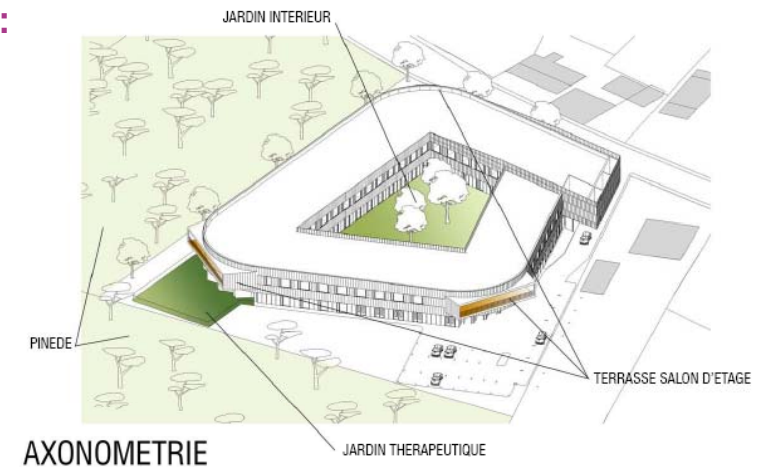 :
JARDIN INTERIEUR
PINEDE
TERRASSE SALON D'ETAGE
JARDIN THERAPEUTIQUE
AXONOMETRIE